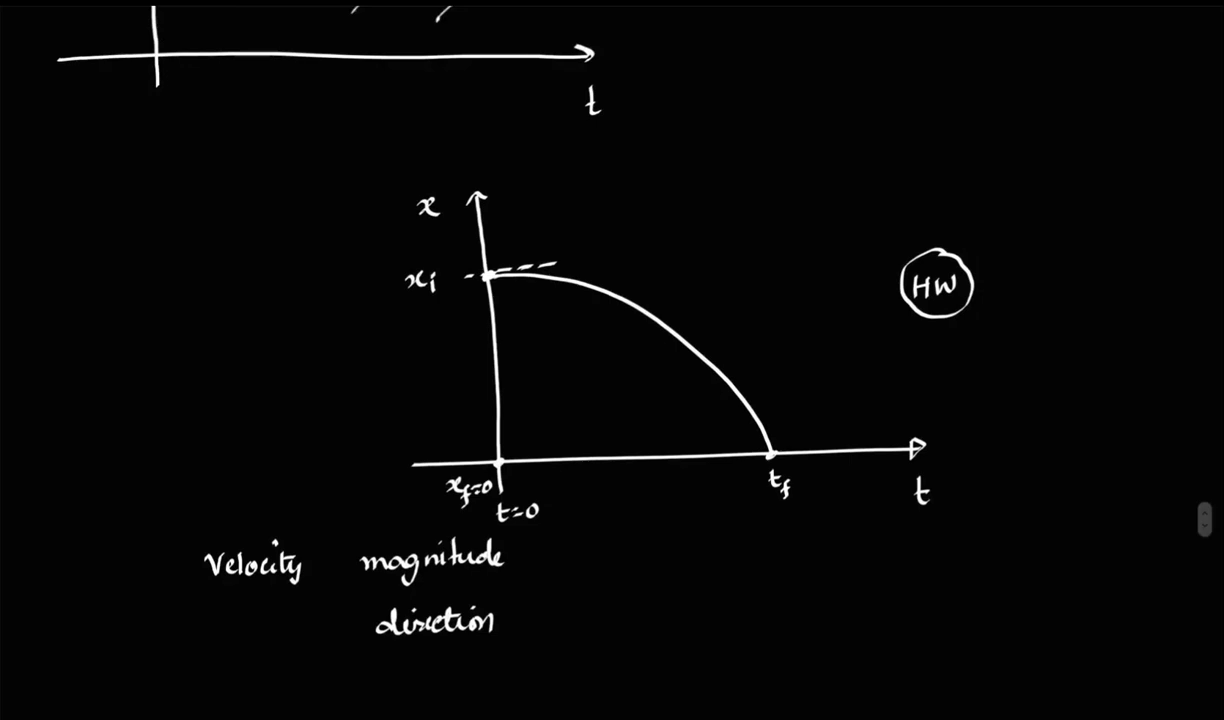 t
x
xi
HW
xf=0
t=0
tf
t
Velocity magnitude
direction